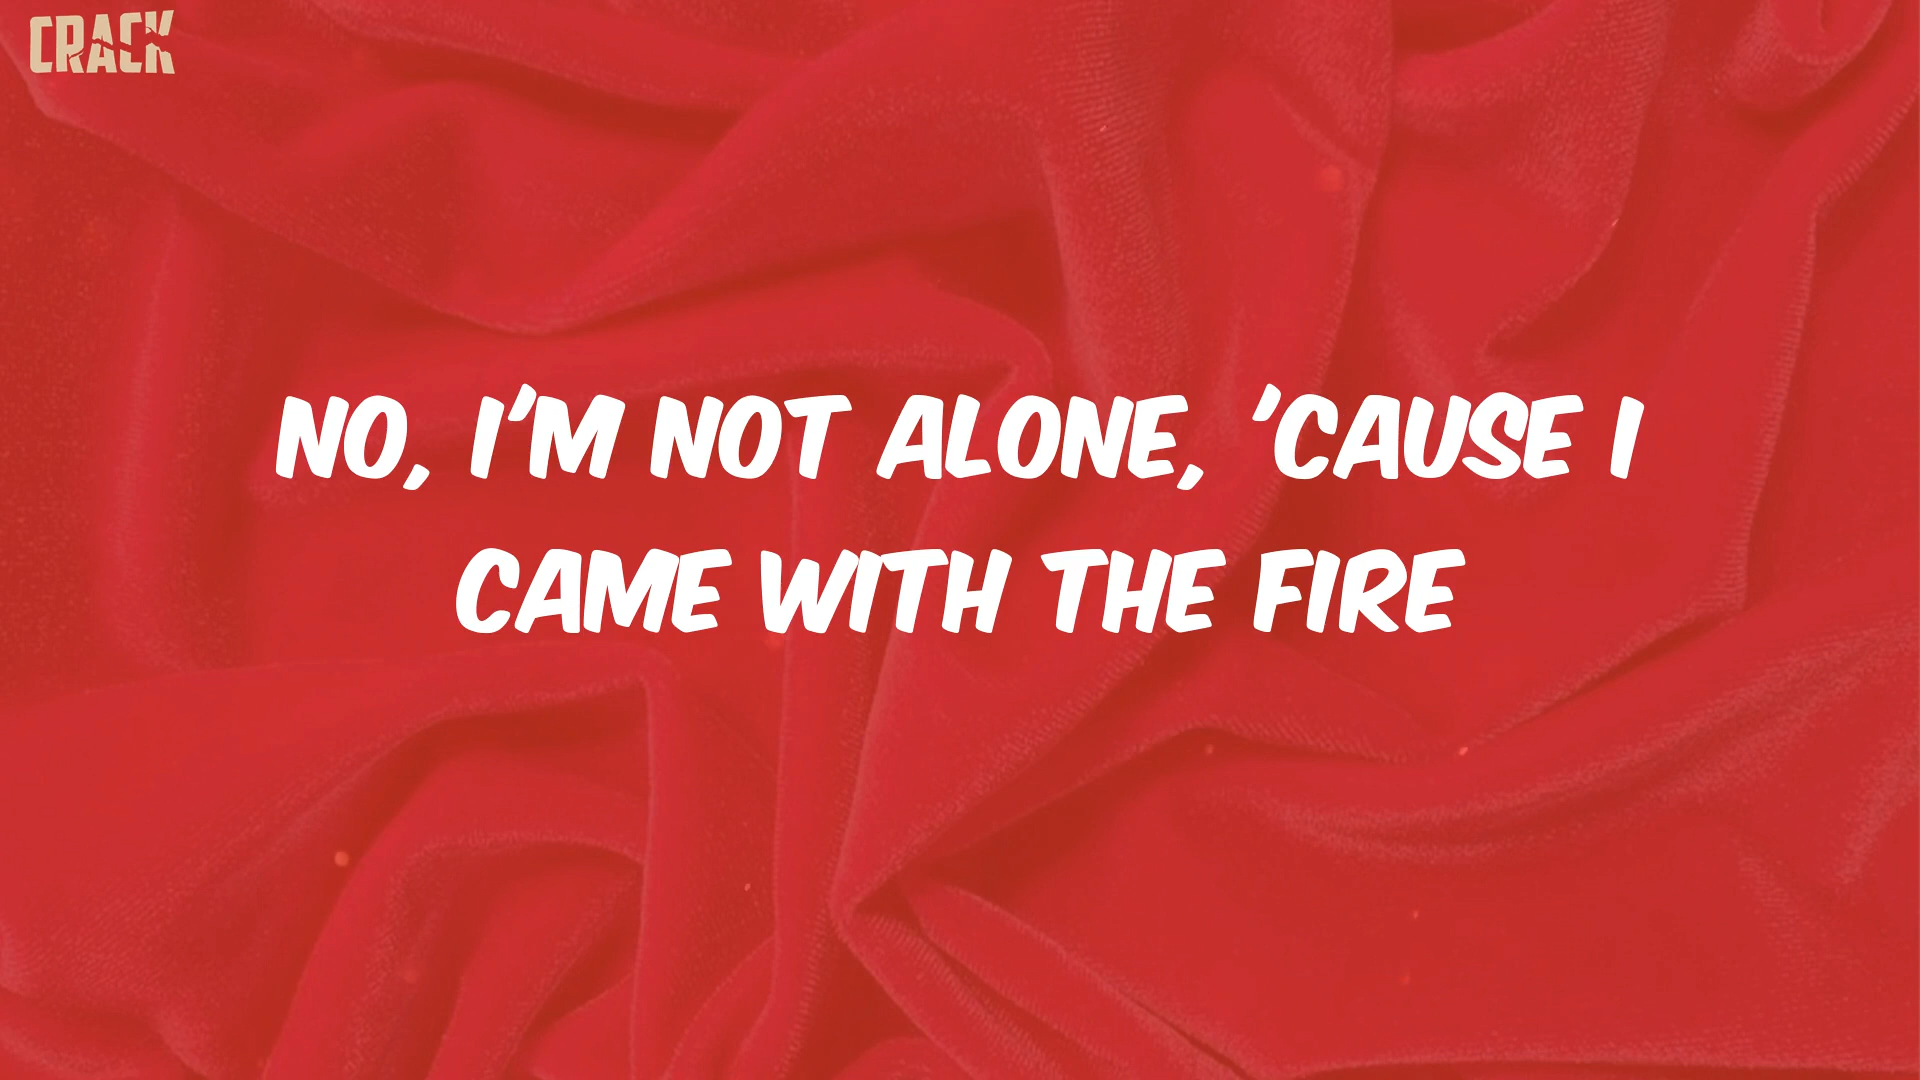 CRACK
NO, I'M NOT ALONE, 'CAUSE I
CAME WITH THE FIRE